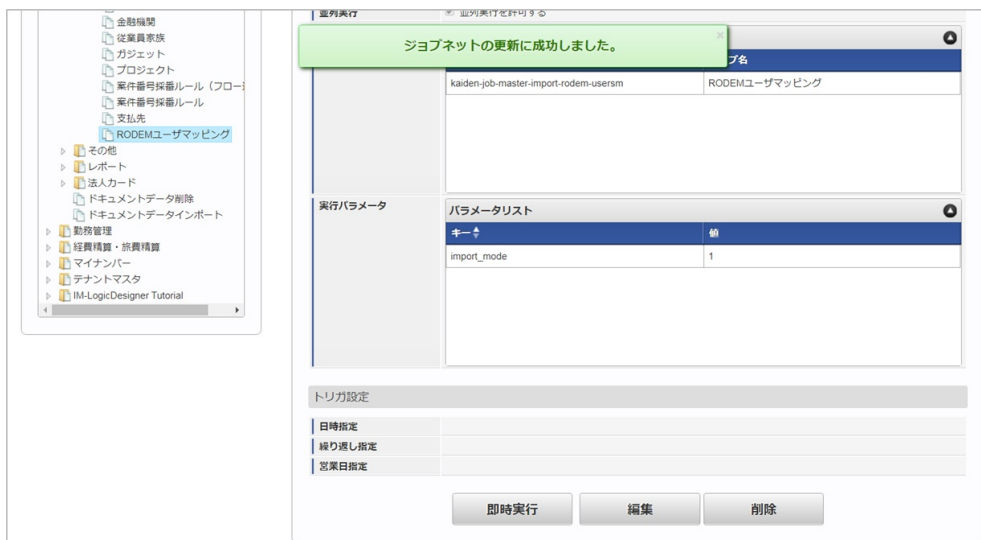 金融機関
従業員家族
ガジェット
プロジェクト
案件番号採番ルール（フロー
案件番号採番ルール
支払先
RODEMユーザマッピング
その他
レポート
法人カード
ドキュメントデータ削除
ドキュメントデータインポート
勤務管理
経費精算・旅費精算
マイナンバー
テナントマスタ
IM-LogicDesigner Tutorial
並列実行
並列実行を許可する
ジョブネットの更新に成功しました。
ブ名
kaiden-job-master-import-rodem-usersm
RODEMユーザマッピング
実行パラメータ
パラメータリスト
キー
値
import_mode
1
トリガ設定
日時指定
繰り返し指定
営業日指定
即時実行
編集
削除